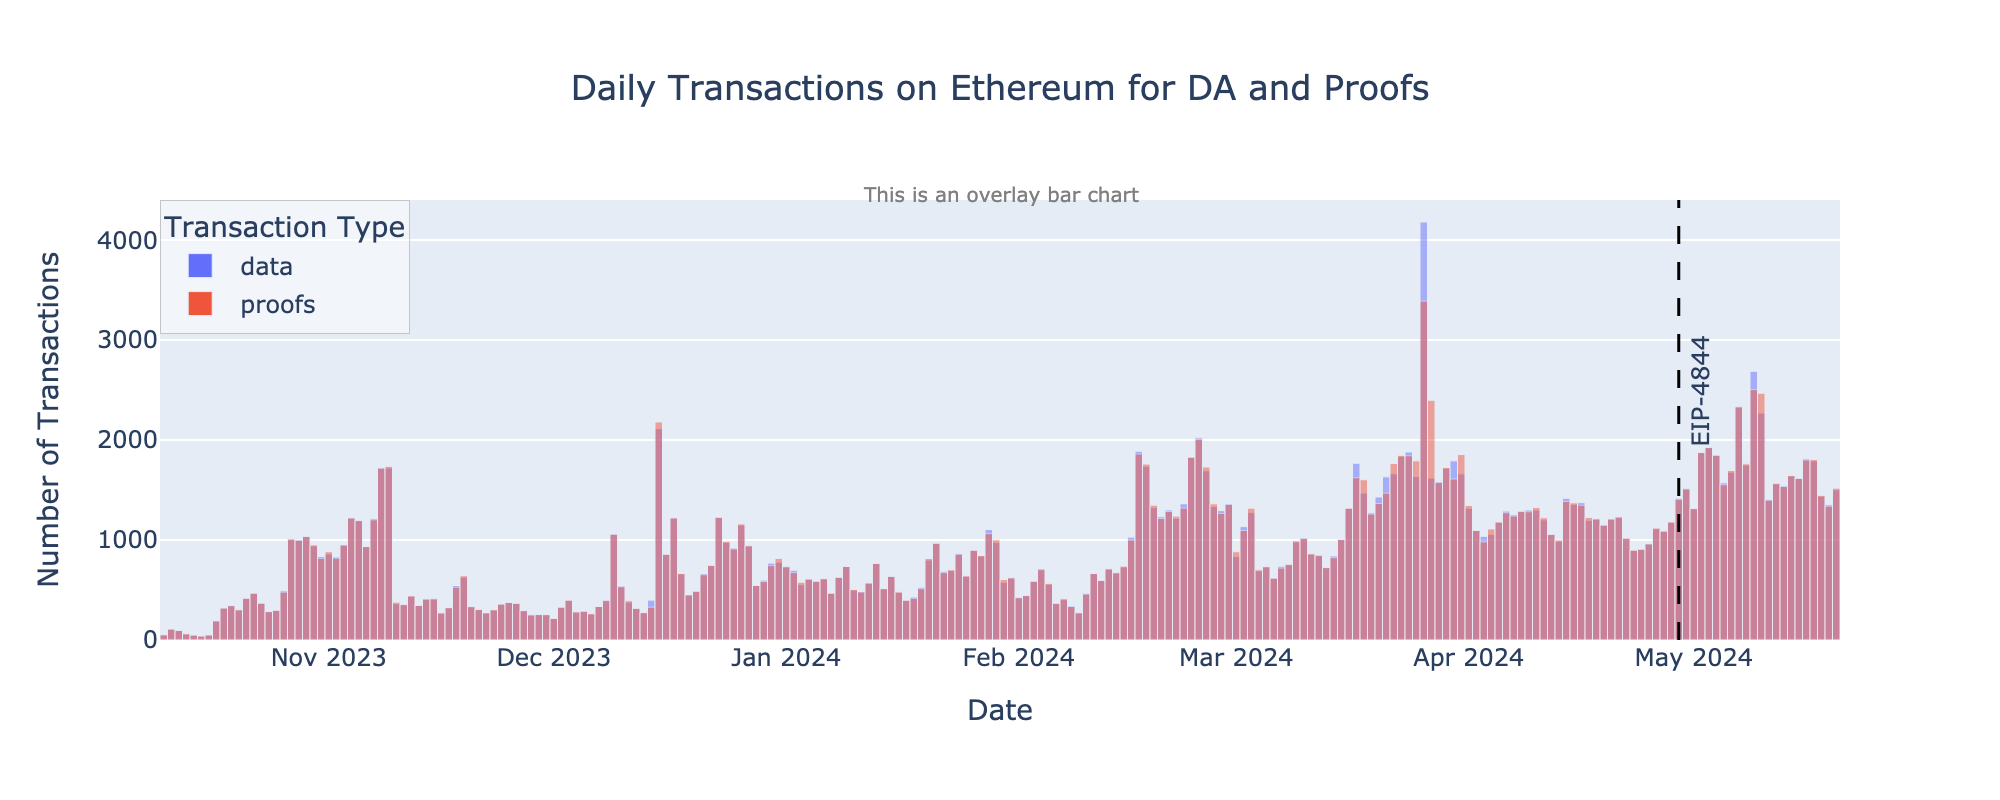 Daily Transactions on Ethereum for DA and Proofs
This is an overlay bar chart
Transaction Type
data
proofs
Number of Transactions
4000
3000
2000
1000
0
EIP-4844
Nov 2023
Dec 2023
Jan 2024
Feb 2024
Mar 2024
Apr 2024
May 2024
Date